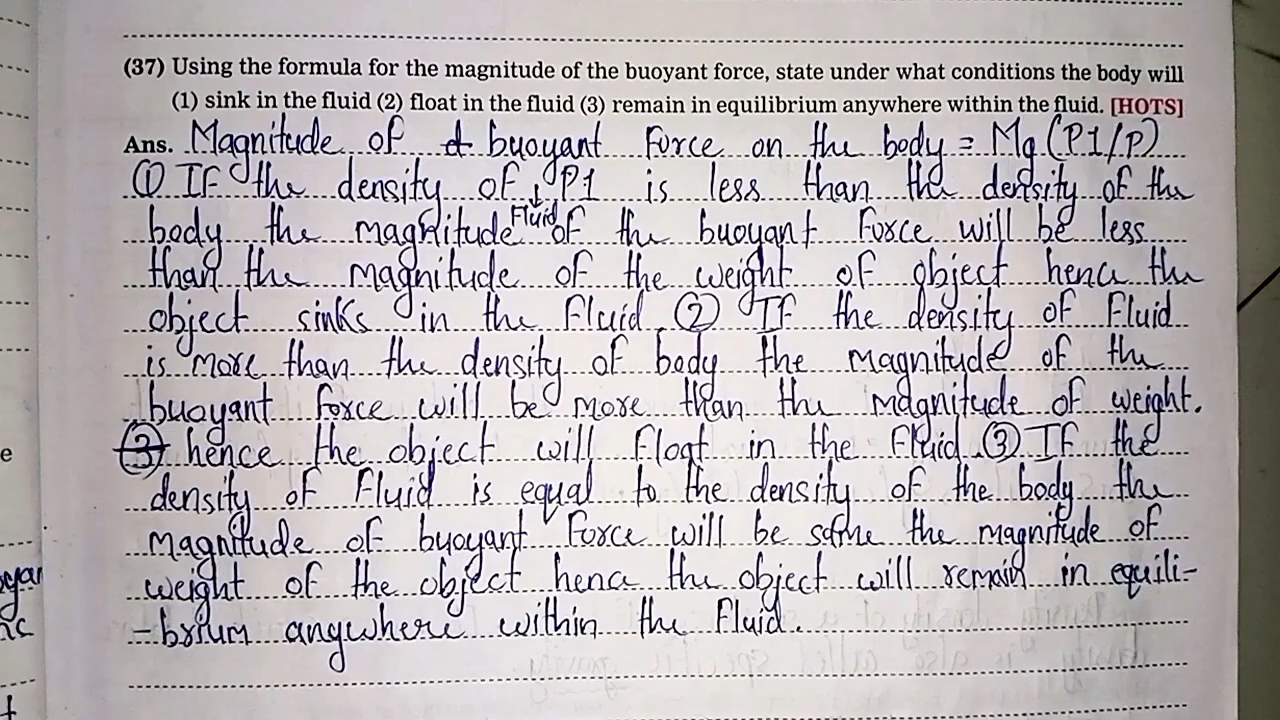 (37) Using the formula for the magnitude of the buoyant force, state under what conditions the body will
(1) sink in the fluid (2) float in the fluid (3) remain in equilibrium anywhere within the fluid. [HOTS]
Ans. Magnitude of buoyant Force on the body = Mg (P1/P)
① IF the density of P1 is less than the density of the
Fluid
body the magnitude of the buoyant Force will be less
than the magnitude of the weight of object henc the
object sinks in the Fluid. ② IF the density of Fluid
is more than the density of body the magnitude of the
buoyant force will be more than the magnitude of weight.
③ hence the object will Float in the Fluid. ③ IF the
density of Fluid is equal to the density of the body the
magnitude of buoyant Force will be same the magnitude of
weight of the object henc the object will remain in equili-
-brium anywhere within the Fluid.
e